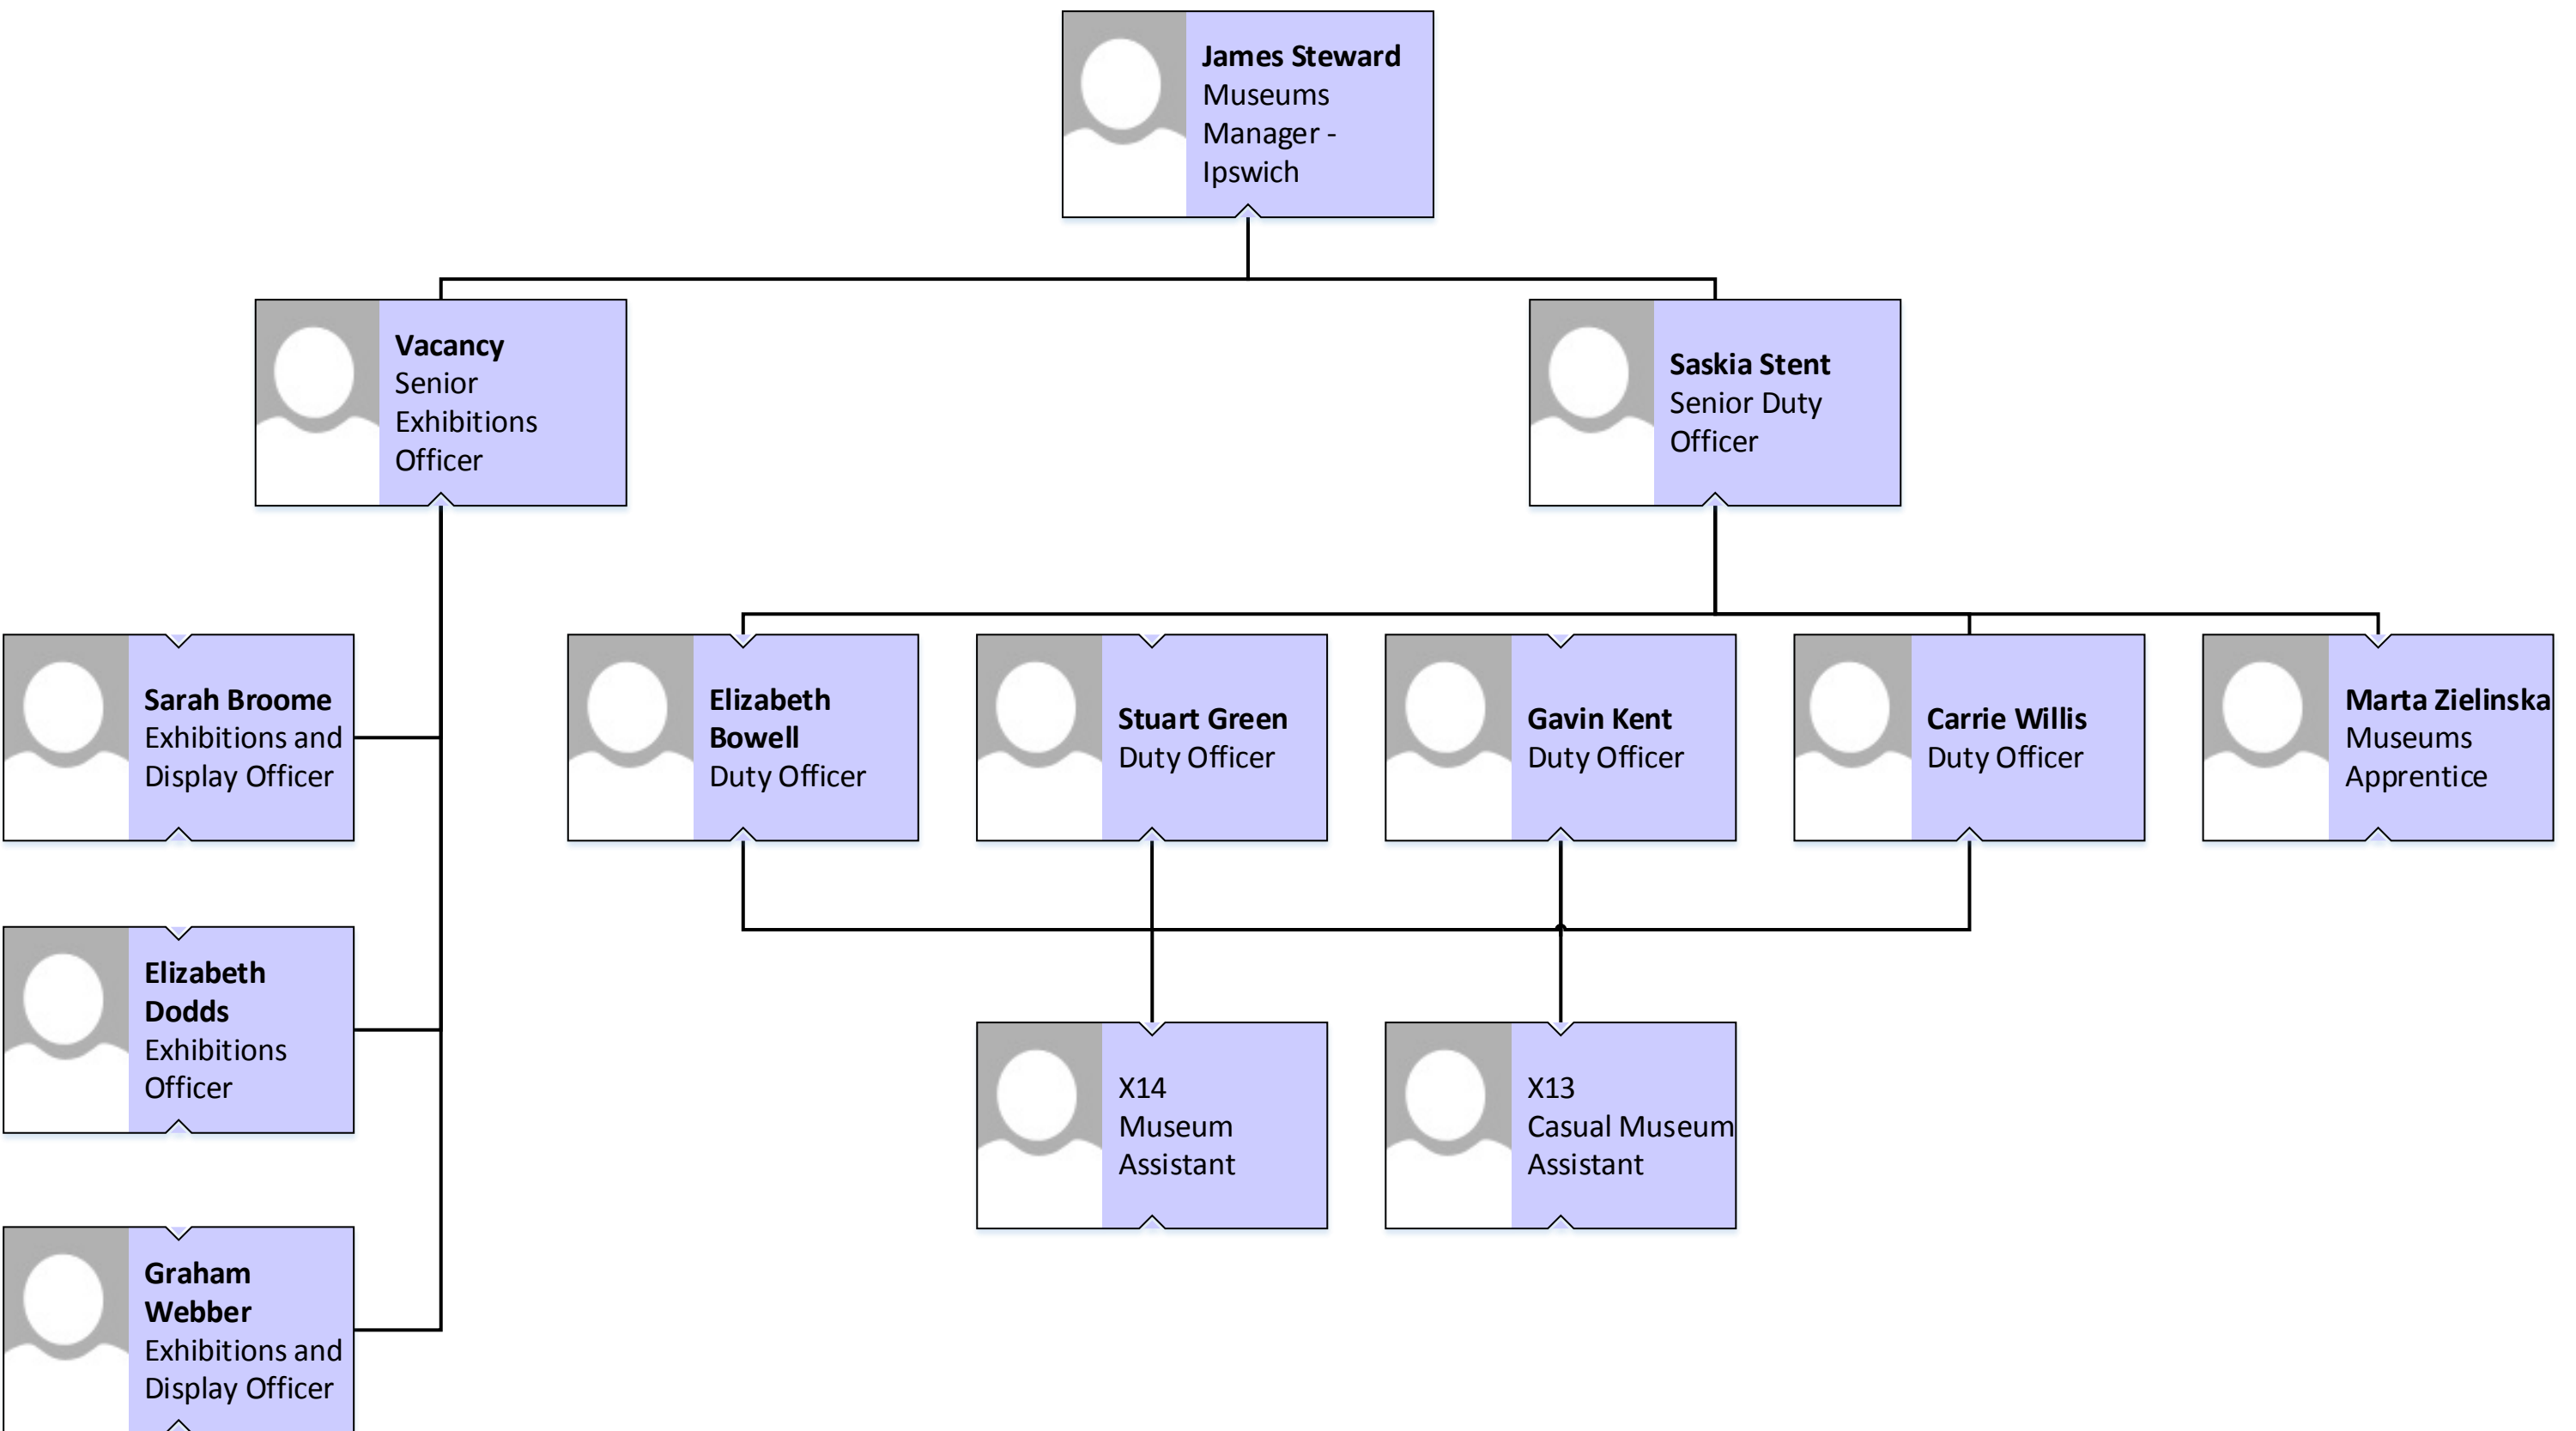 James Steward
Museums
Manager -
Ipswich
Vacancy
Senior
Exhibitions
Officer
Saskia Stent
Senior Duty
Officer
Sarah Broome
Exhibitions and
Display Officer
Elizabeth
Bowell
Duty Officer
Stuart Green
Duty Officer
Gavin Kent
Duty Officer
Carrie Willis
Duty Officer
Marta Zielinska
Museums
Apprentice
Elizabeth
Dodds
Exhibitions
Officer
X14
Museum
Assistant
X13
Casual Museum
Assistant
Graham
Webber
Exhibitions and
Display Officer